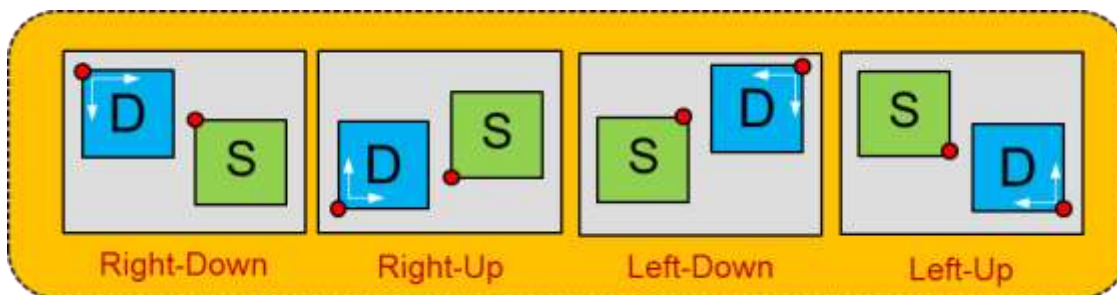 D S
D S
S D
S D
Right-Down
Right-Up
Left-Down
Left-Up